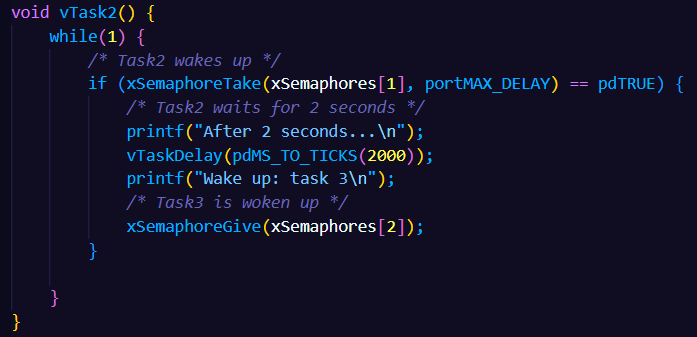 void vTask2() {
    while(1) {
        /* Task2 wakes up */
        if (xSemaphoreTake(xSemaphores[1], portMAX_DELAY) == pdTRUE) {
            /* Task2 waits for 2 seconds */
            printf("After 2 seconds...\n");
            vTaskDelay(pdMS_TO_TICKS(2000));
            printf("Wake up: task 3\n");
            /* Task3 is woken up */
            xSemaphoreGive(xSemaphores[2]);
        }
    }
}